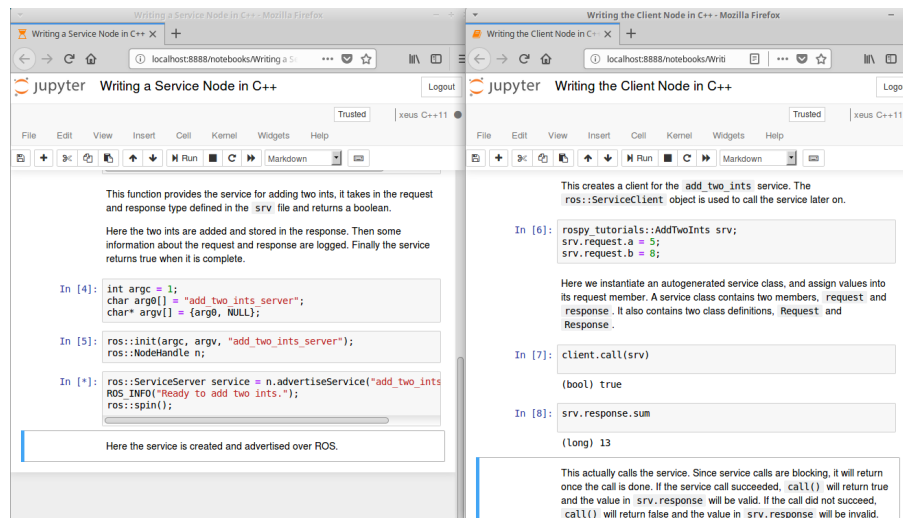 Writing a Service Node in C++ - Mozilla Firefox
Writing a Service Node in C++
localhost:8888/notebooks/Writing a Se
jupyter Writing a Service Node in C++
Logout
Trusted
xeus C++11
File Edit View Insert Cell Kernel Widgets Help
Run
Markdown
This function provides the service for adding two ints, it takes in the request
and response type defined in the srv file and returns a boolean.
Here the two ints are added and stored in the response. Then some
information about the request and response are logged. Finally the service
returns true when it is complete.
In [4]: int argc = 1;
char arg0[] = "add_two_ints_server";
char* argv[] = {arg0, NULL};
In [5]: ros::init(argc, argv, "add_two_ints_server");
ros::NodeHandle n;
In [*]: ros::ServiceServer service = n.advertiseService("add_two_ints
ROS_INFO("Ready to add two ints.");
ros::spin();
Here the service is created and advertised over ROS.
Writing the Client Node in C++ - Mozilla Firefox
Writing the Client Node in C++
localhost:8888/notebooks/Writi
jupyter Writing the Client Node in C++
Logo
Trusted
xeus C++11
File Edit View Insert Cell Kernel Widgets Help
Run
Markdown
This creates a client for the add_two_ints service. The
ros::ServiceClient object is used to call the service later on.
In [6]: rospy_tutorials::AddTwoInts srv;
srv.request.a = 5;
srv.request.b = 8;
Here we instantiate an autogenerated service class, and assign values into
its request member. A service class contains two members, request and
response. It also contains two class definitions, Request and
Response.
In [7]: client.call(srv)
(bool) true
In [8]: srv.response.sum
(long) 13
This actually calls the service. Since service calls are blocking, it will return
once the call is done. If the service call succeeded, call() will return true
and the value in srv.response will be valid. If the call did not succeed,
call() will return false and the value in srv.response will be invalid.